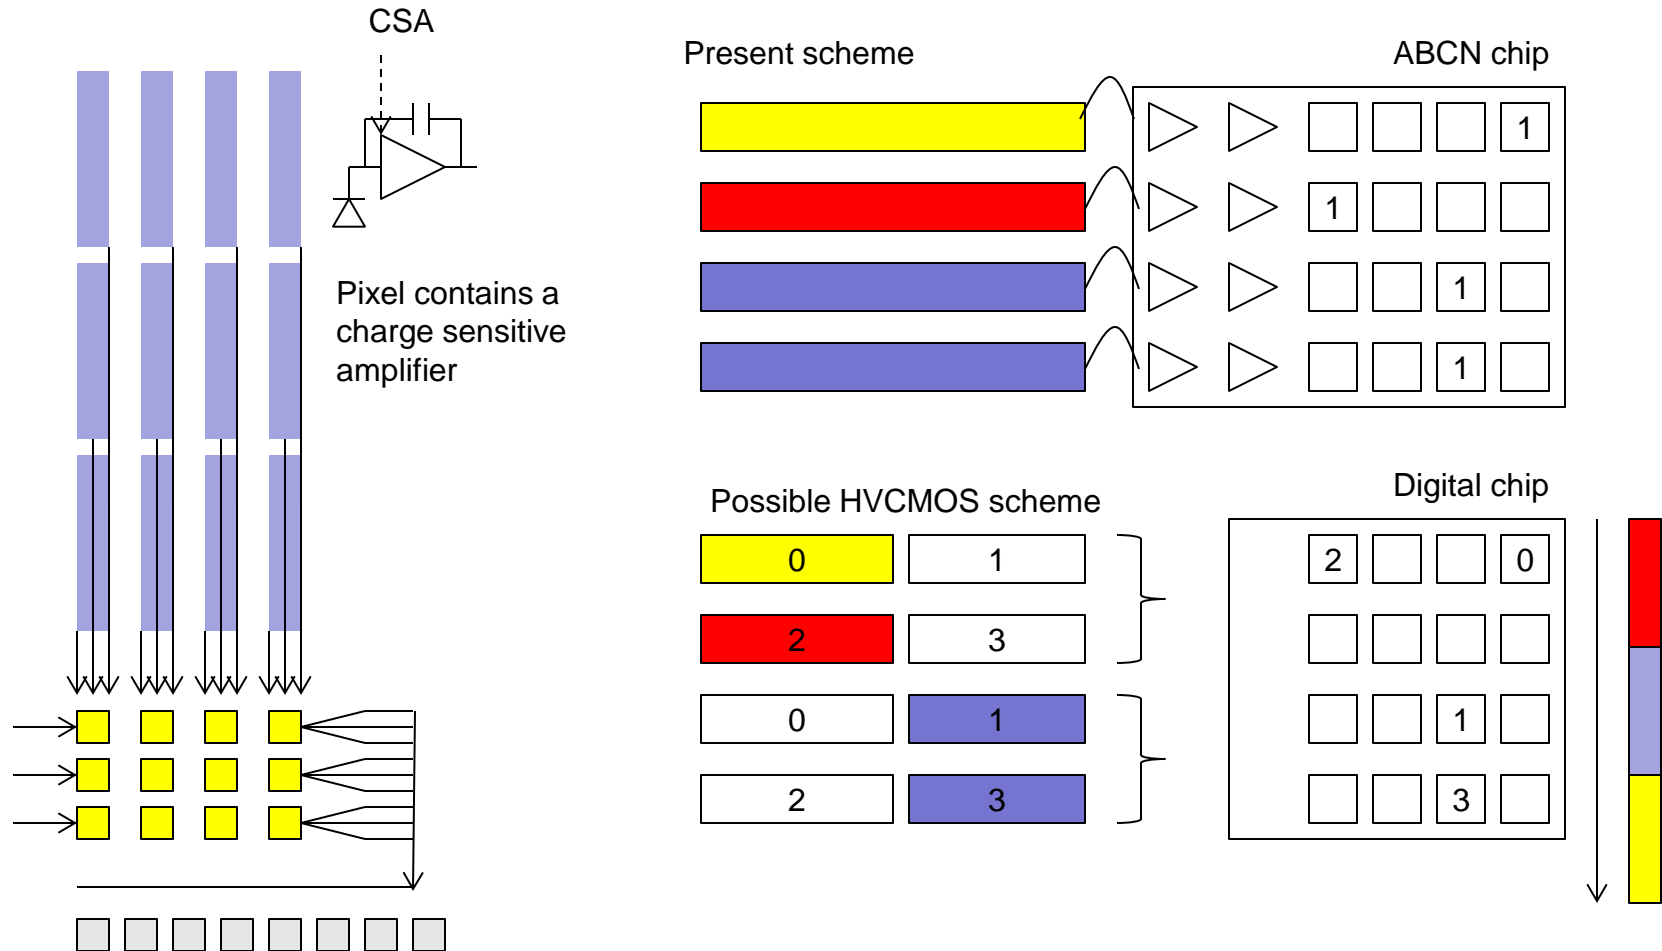 CSA
Pixel contains a
charge sensitive
amplifier
Present scheme
ABCN chip
1
1
1
1
Possible HVCMOS scheme
Digital chip
0 1
2 3
0 1
2 3
2 0
1
3